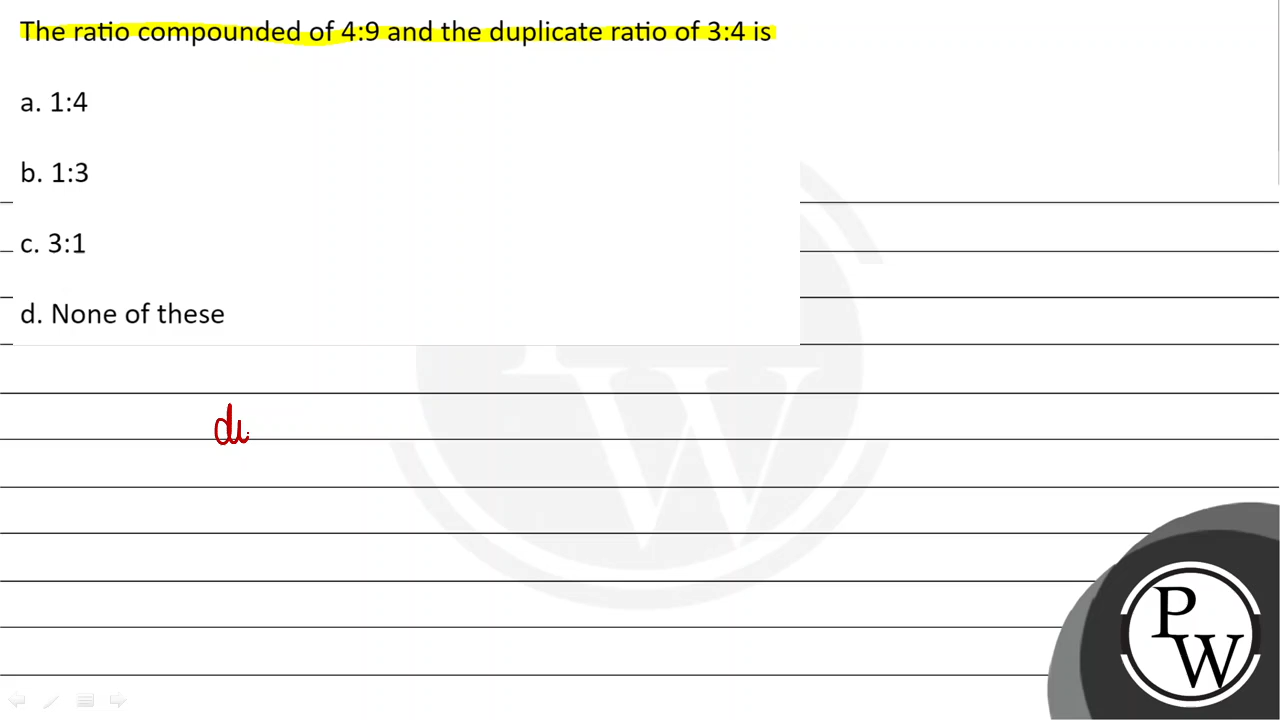 The ratio compounded of 4:9 and the duplicate ratio of 3:4 is
a. 1:4
b. 1:3
c. 3:1
d. None of these
du
PW